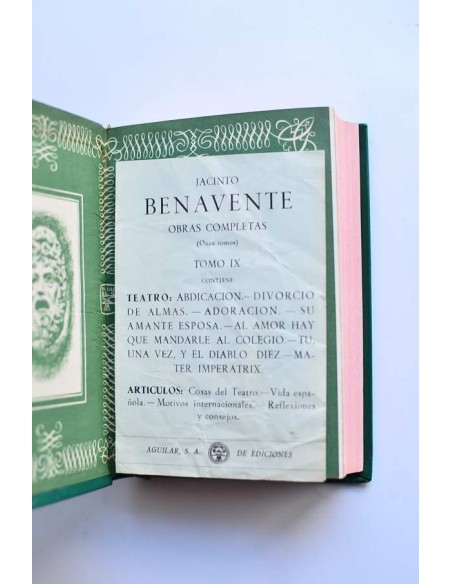 JACINTO
BENAVENTE
OBRAS COMPLETAS
(Once tomos)
TOMO IX
CONTIENE
TEATRO: ABDICACION.—DIVORCIO
DE ALMAS.—ADORACION.—SU
AMANTE ESPOSA.—AL AMOR HAY
QUE MANDARLE AL COLEGIO.—TU,
UNA VEZ, Y EL DIABLO DIEZ.—MA-
TER IMPERATRIX.
ARTICULOS: Cosas del Teatro.—Vida espa-
ñola.—Motivos internacionales.—Reflexiones
y consejos.
AGUILAR, S. A. DE EDICIONES